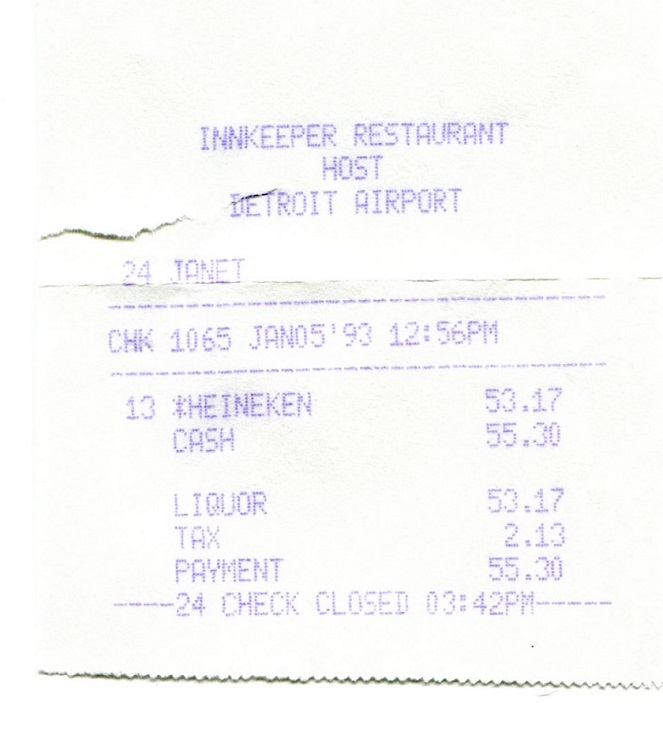 INNKEEPER RESTAURANT
HOST
DETROIT AIRPORT
24 JANET
CHK 1065 JAN05'93 12:56PM
13 *HEINEKEN 53.17
CASH 55.30
LIQUOR 53.17
TAX 2.13
PAYMENT 55.30
-----24 CHECK CLOSED 03:42PM-----